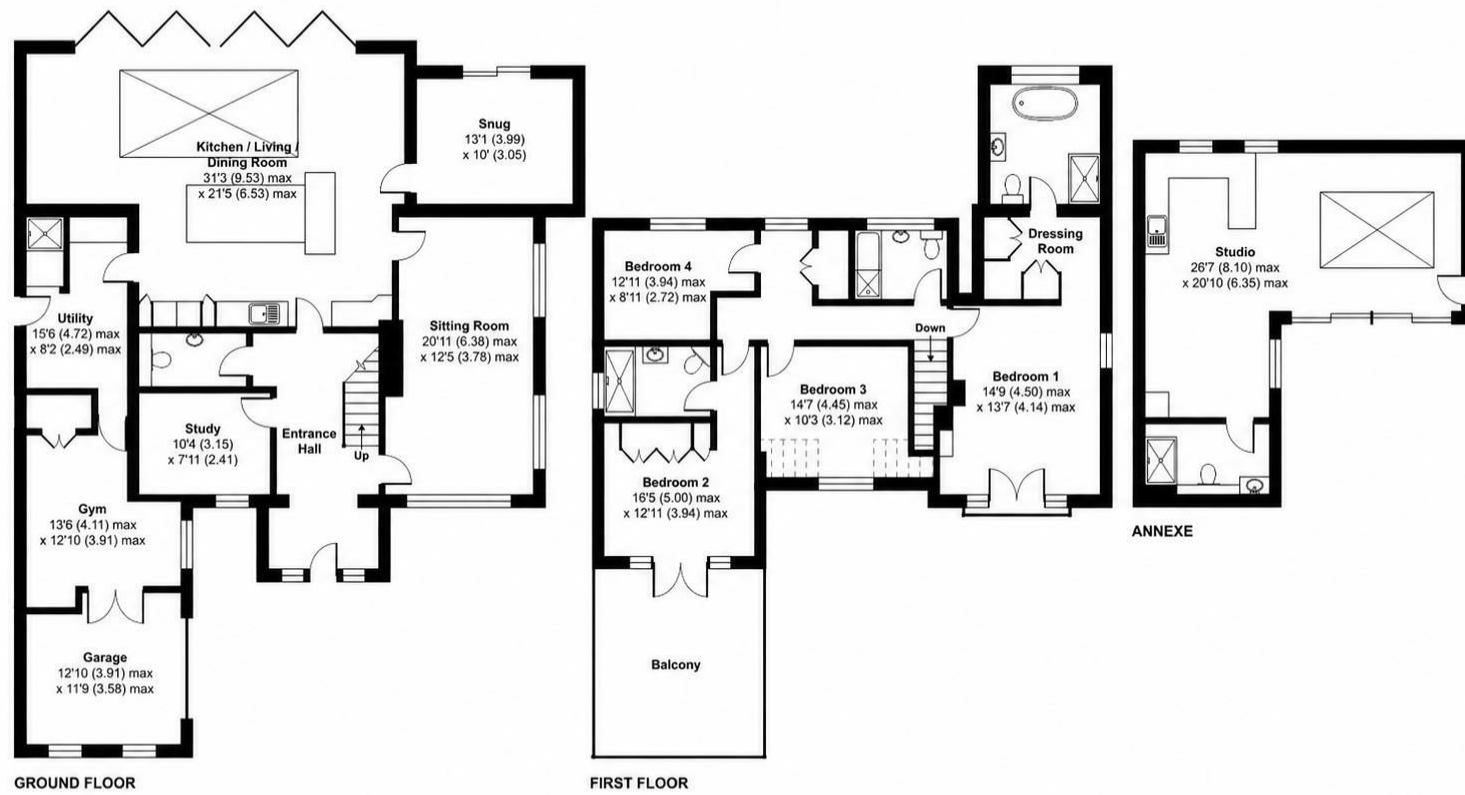 Kitchen / Living /
Dining Room
31'3 (9.53) max
x 21'5 (6.53) max
Snug
13'1 (3.99)
x 10' (3.05)
Utility
15'6 (4.72) max
x 8'2 (2.49) max
Sitting Room
20'11 (6.38) max
x 12'5 (3.78) max
Study
10'4 (3.15)
x 7'11 (2.41)
Entrance
Hall
Up
Gym
13'6 (4.11) max
x 12'10 (3.91) max
Garage
12'10 (3.91) max
x 11'9 (3.58) max
GROUND FLOOR
Bedroom 4
12'11 (3.94) max
x 8'11 (2.72) max
Dressing
Room
Down
Bedroom 3
14'7 (4.45) max
x 10'3 (3.12) max
Bedroom 1
14'9 (4.50) max
x 13'7 (4.14) max
Bedroom 2
16'5 (5.00) max
x 12'11 (3.94) max
Balcony
FIRST FLOOR
Studio
26'7 (8.10) max
x 20'10 (6.35) max
ANNEXE